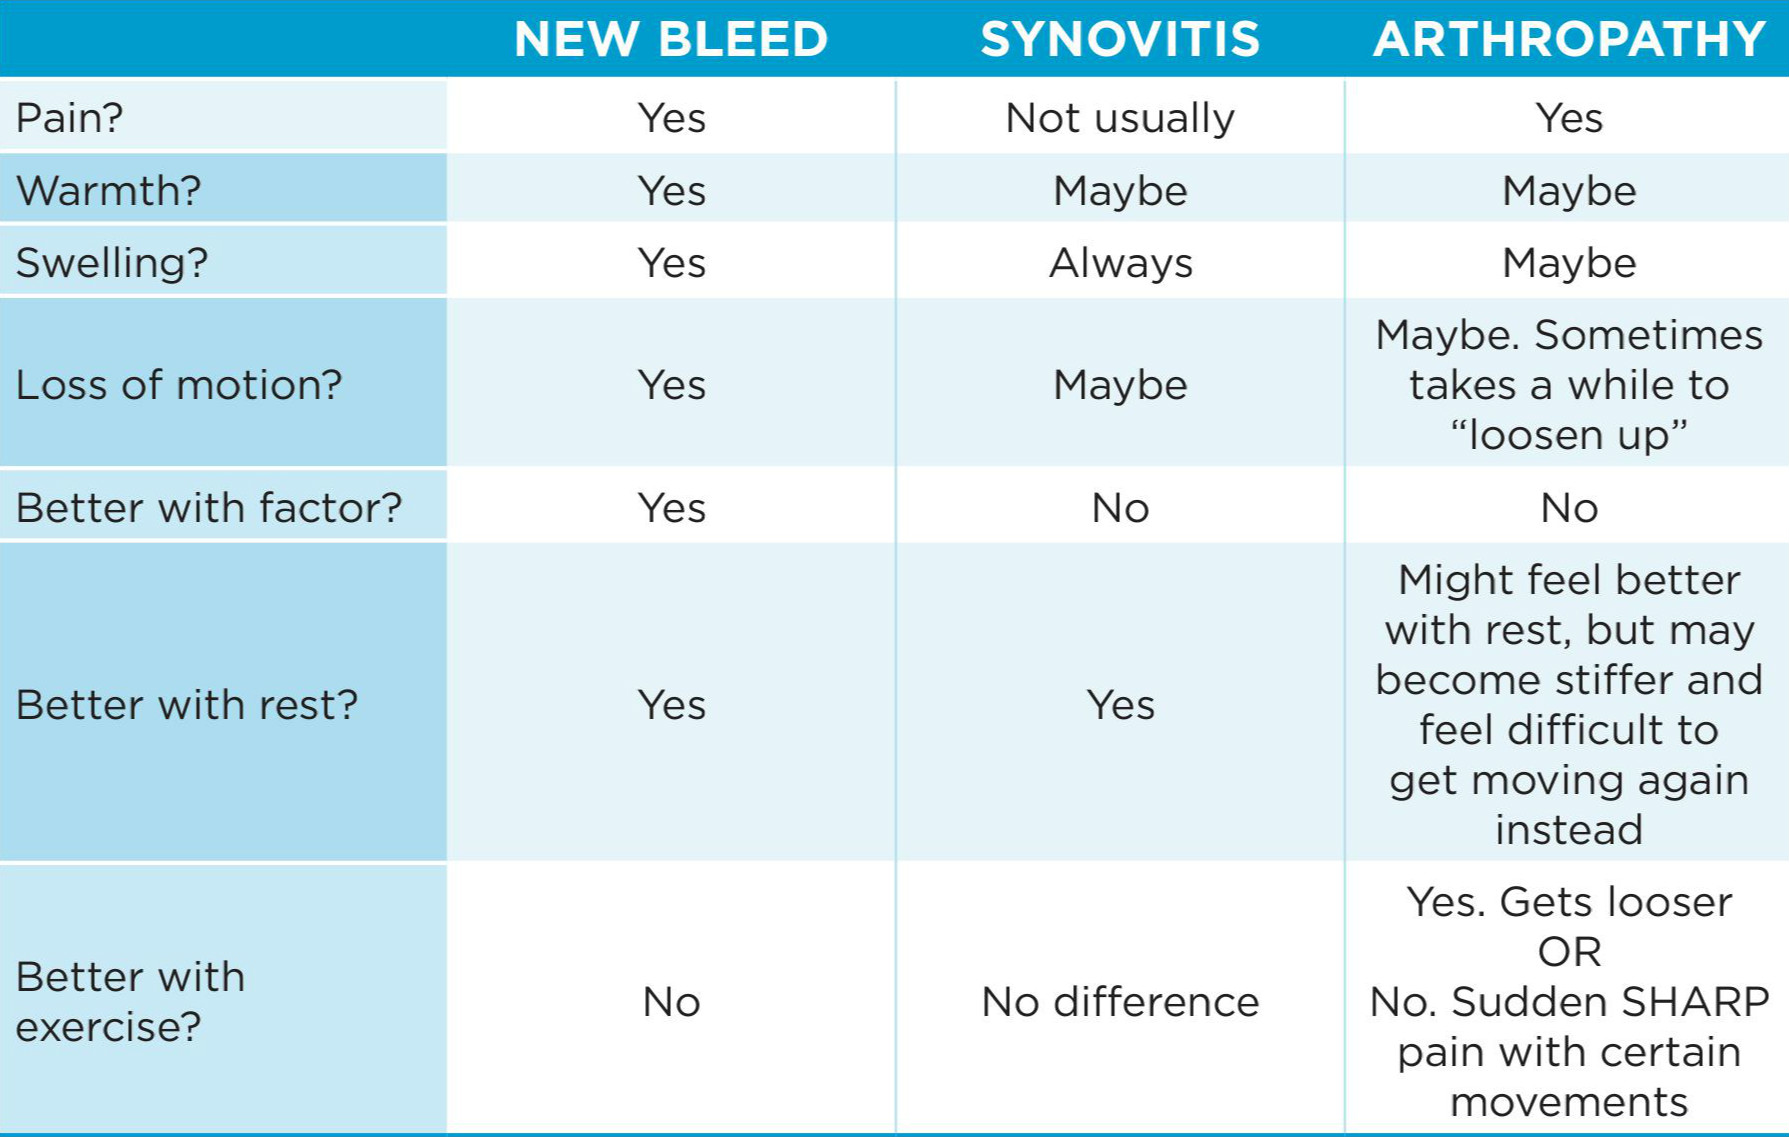 NEW BLEED SYNOVITIS ARTHROPATHY
Pain? Yes Not usually Yes
Warmth? Yes Maybe Maybe
Swelling? Yes Always Maybe
Loss of motion? Yes Maybe
Maybe. Sometimes
takes a while to
“loosen up”
Better with factor? Yes No No
Better with rest? Yes Yes
Might feel better
with rest, but may
become stiffer and
feel difficult to
get moving again
instead
Better with
exercise?
No
No difference
Yes. Gets looser
OR
No. Sudden SHARP
pain with certain
movements